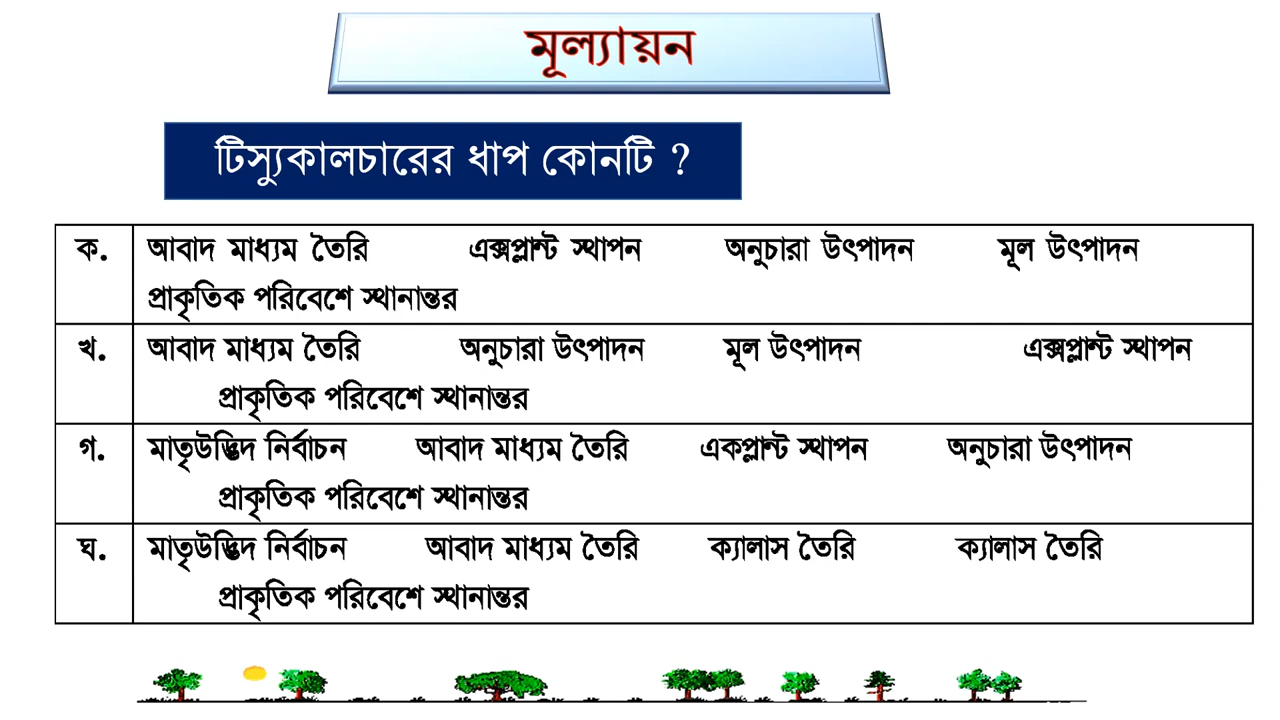 মূল্যায়ন
টিস্যুকালচারের ধাপ কোনটি ?
ক. আবাদ মাধ্যম তৈরি এক্সপ্লান্ট স্থাপন অনুচারা উৎপাদন মূল উৎপাদন
প্রাকৃতিক পরিবেশে স্থানান্তর
খ. আবাদ মাধ্যম তৈরি অনুচারা উৎপাদন মূল উৎপাদন এক্সপ্লান্ট স্থাপন
প্রাকৃতিক পরিবেশে স্থানান্তর
গ. মাতৃউদ্ভিদ নির্বাচন আবাদ মাধ্যম তৈরি একপ্লান্ট স্থাপন অনুচারা উৎপাদন
প্রাকৃতিক পরিবেশে স্থানান্তর
ঘ. মাতৃউদ্ভিদ নির্বাচন আবাদ মাধ্যম তৈরি ক্যালাস তৈরি ক্যালাস তৈরি
প্রাকৃতিক পরিবেশে স্থানান্তর